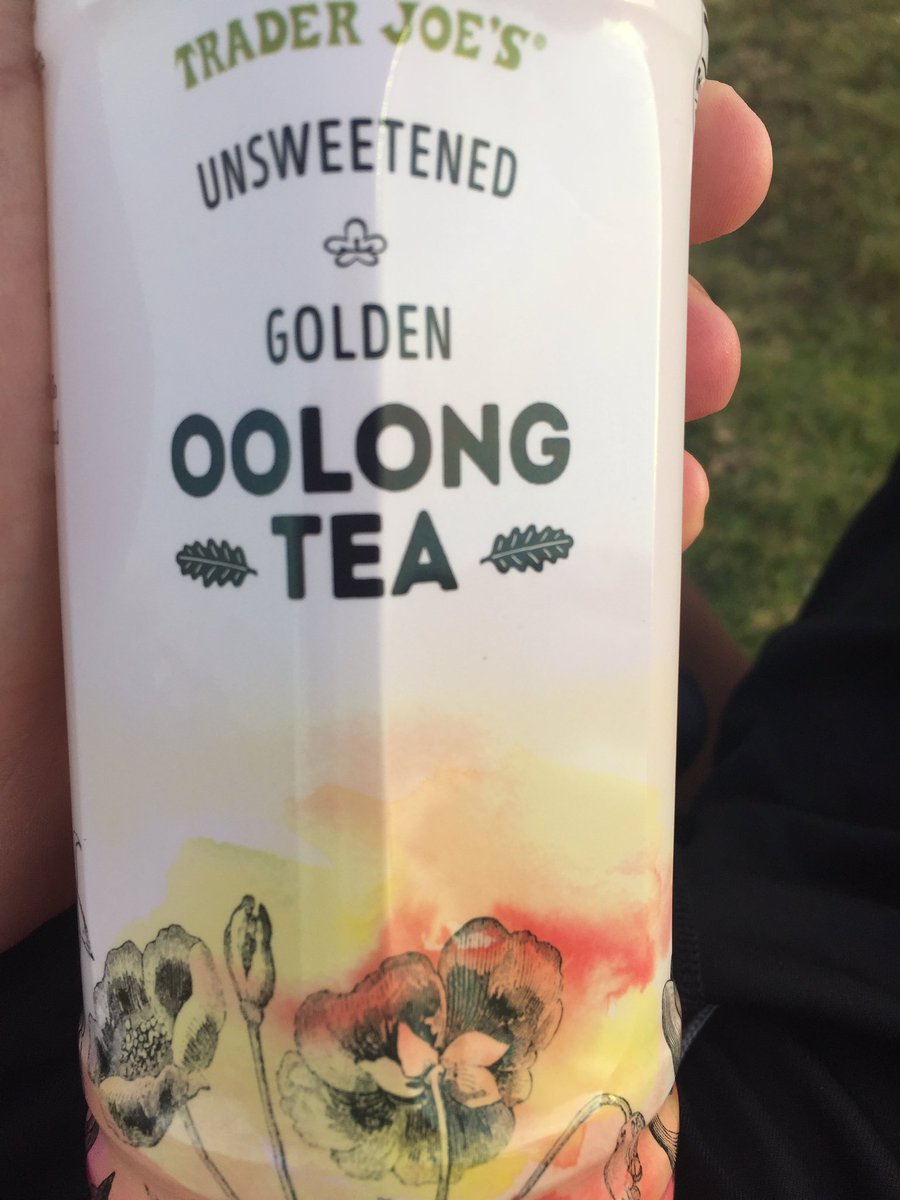 TRADER JOE'S®
UNSWEETENED
GOLDEN
OOLONG
TEA